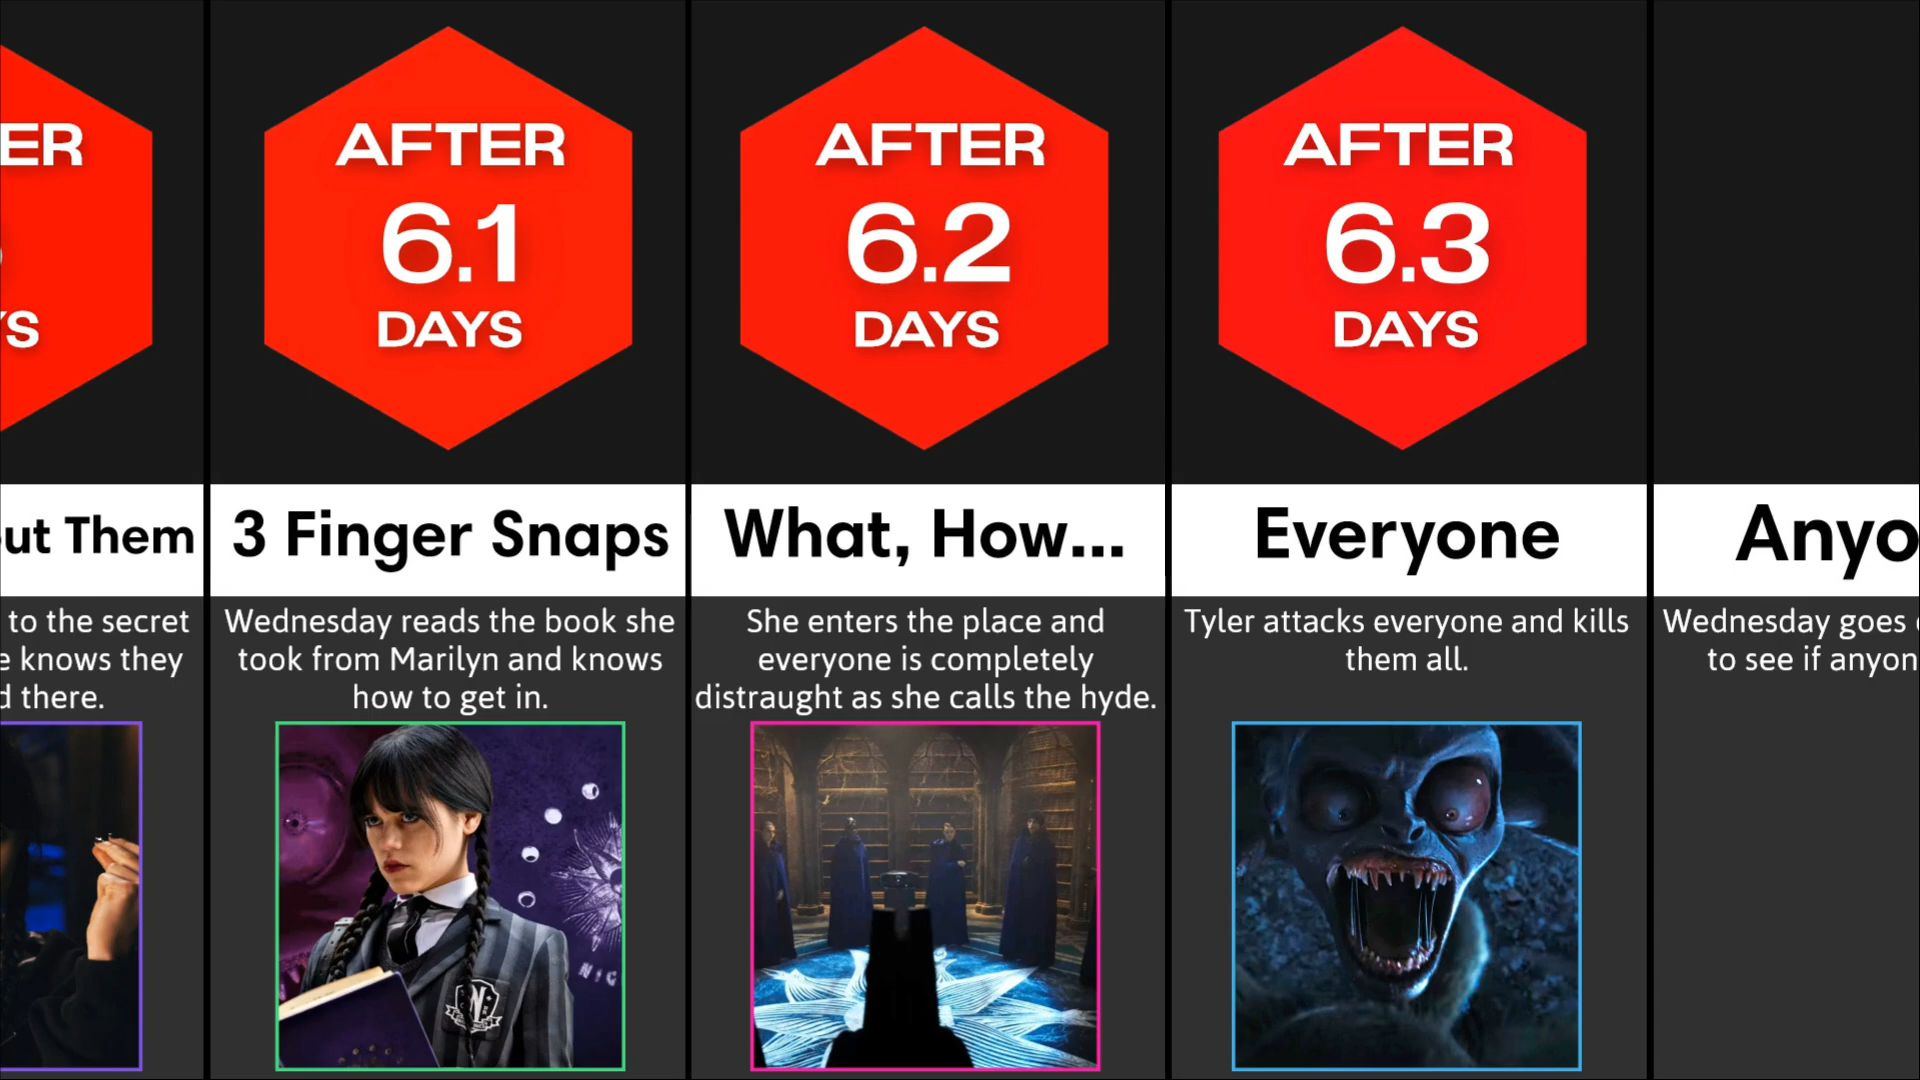 ER
YS
ut Them
to the secret
e knows they
d there.
AFTER
6.1
DAYS
3 Finger Snaps
Wednesday reads the book she
took from Marilyn and knows
how to get in.
N
AFTER
6.2
DAYS
What, How...
She enters the place and
everyone is completely
distraught as she calls the hyde.
AFTER
6.3
DAYS
Everyone
Tyler attacks everyone and kills
them all.
Anyo
Wednesday goes
to see if anyon